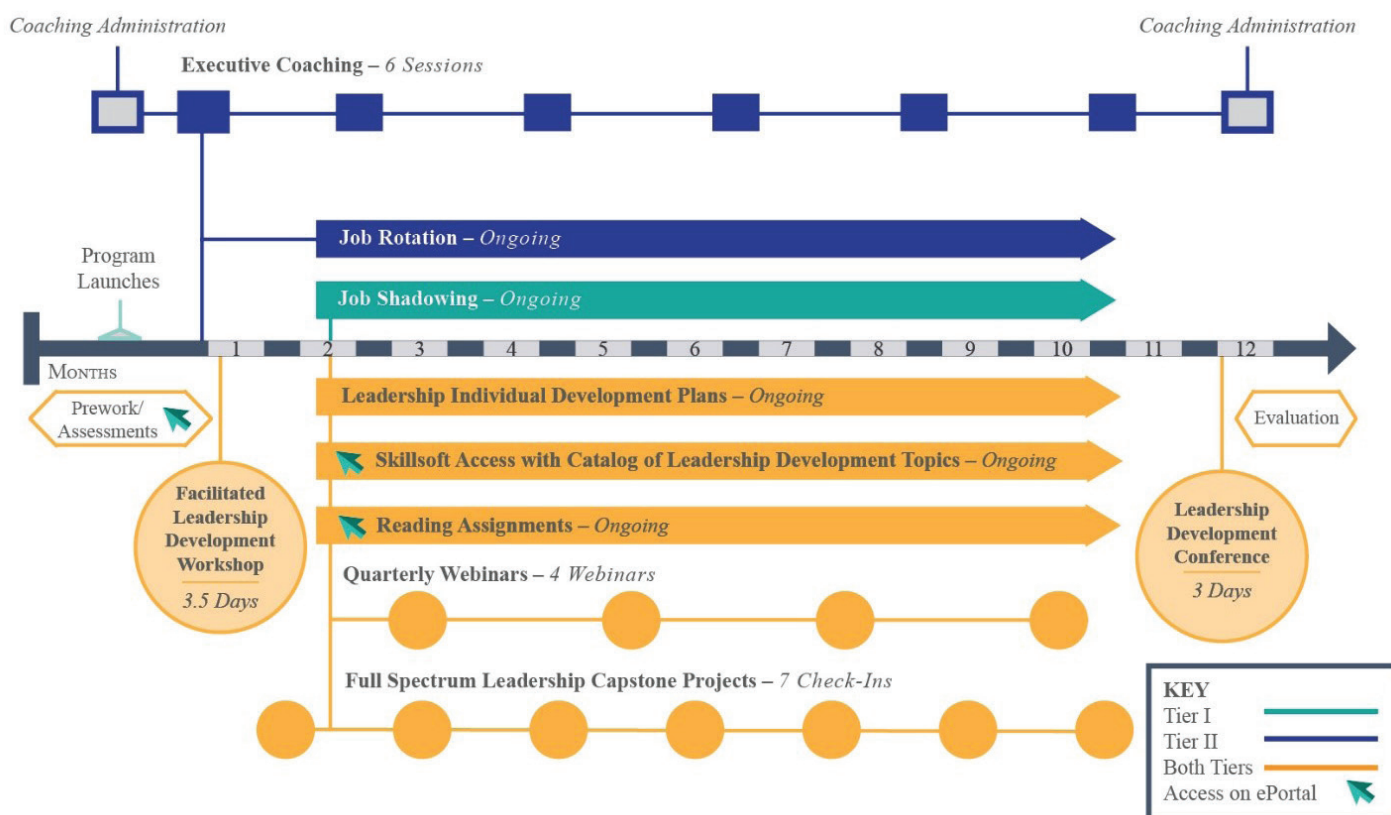 Coaching Administration
Coaching Administration
Executive Coaching – 6 Sessions
Job Rotation – Ongoing
Program
Launches
Job Shadowing – Ongoing
1 2 3 4 5 6 7 8 9 10 11 12
MONTHS
Prework/
Assessments
Leadership Individual Development Plans – Ongoing
Evaluation
Skillsoft Access with Catalog of Leadership Development Topics – Ongoing
Facilitated
Leadership
Development
Workshop
3.5 Days
Reading Assignments – Ongoing
Leadership
Development
Conference
3 Days
Quarterly Webinars – 4 Webinars
Full Spectrum Leadership Capstone Projects – 7 Check-Ins
KEY
Tier I
Tier II
Both Tiers
Access on ePortal